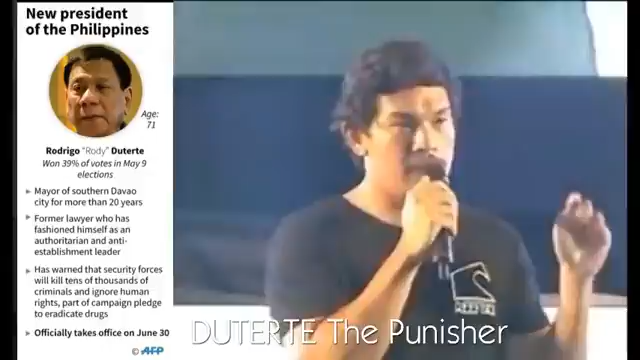 New president
of the Philippines
Age:
71
Rodrigo "Rody" Duterte
Won 39% of votes in May 9
elections
Mayor of southern Davao
city for more than 20 years
Former lawyer who has
fashioned himself as an
authoritarian and anti-
establishment leader
Has warned that security forces
will kill tens of thousands of
criminals and ignore human
rights, part of campaign pledge
to eradicate drugs
Officially takes office on June 30
© AFP
DUTERTE The Punisher